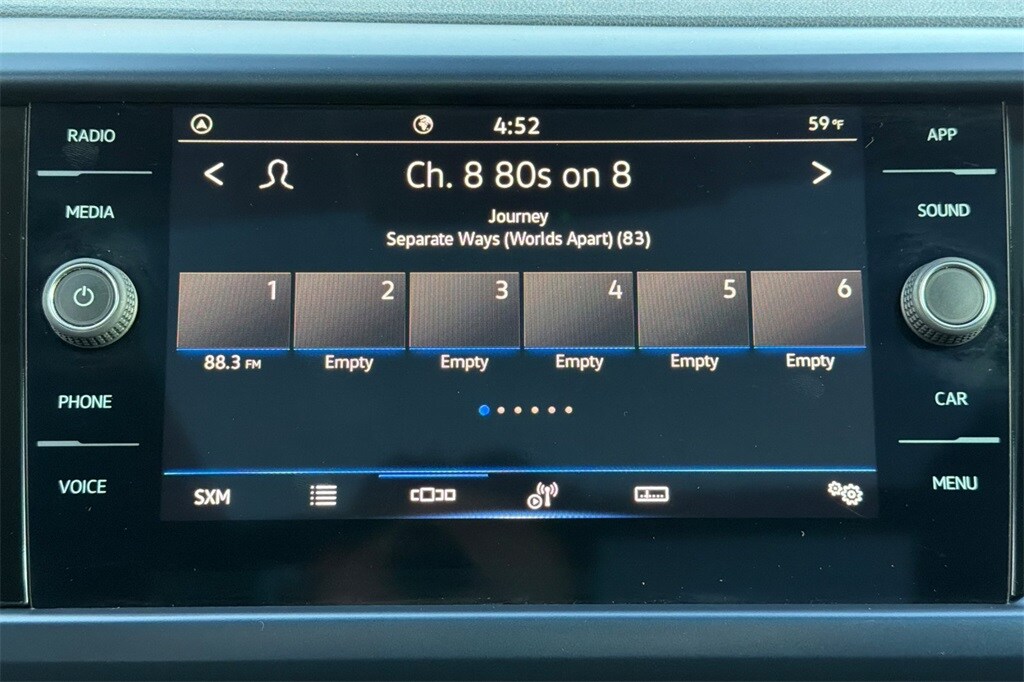 RADIO
MEDIA
PHONE
VOICE
4:52
59°F
< Ch. 8 80s on 8 >
Journey
Separate Ways (Worlds Apart) (83)
1 2 3 4 5 6
88.3 FM Empty Empty Empty Empty Empty
SXM
APP
SOUND
CAR
MENU